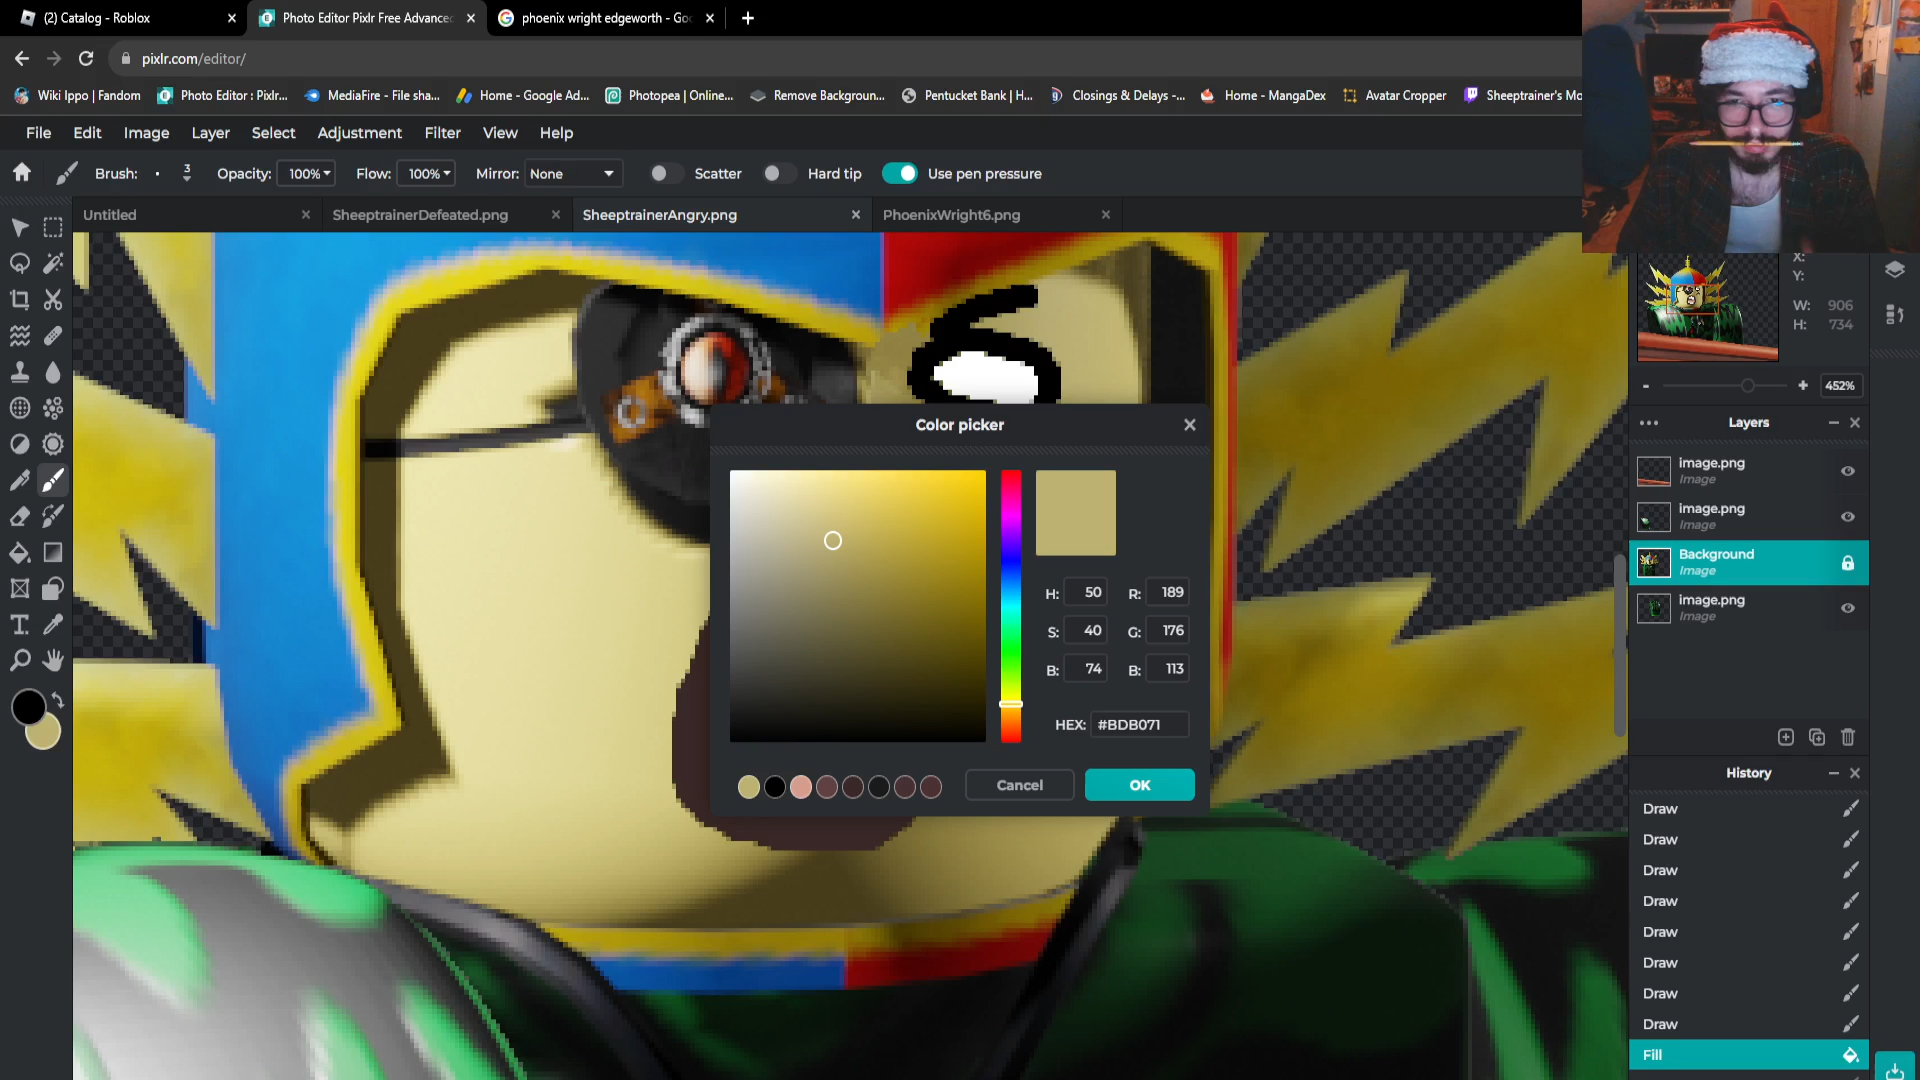 (2) Catalog - Roblox
Photo Editor Pixlr Free Advanced
phoenix wright edgeworth - Goo
pixlr.com/editor/
Wiki Ippo | Fandom
Photo Editor : Pixlr...
MediaFire - File sha...
Home - Google Ad...
Photopea | Online...
Remove Backgroun...
Pentucket Bank | H...
Closings & Delays -...
Home - MangaDex
Avatar Cropper
Sheeptrainer's Mo
File Edit Image Layer Select Adjustment Filter View Help
Brush: 3 Opacity: 100% Flow: 100% Mirror: None Scatter Hard tip Use pen pressure
Untitled
SheeptrainerDefeated.png
SheeptrainerAngry.png
PhoenixWright6.png
X:
Y:
W: 906
H: 734
452%
Color picker
H: 50 R: 189
S: 40 G: 176
B: 74 B: 113
HEX: #BDB071
Cancel
OK
Layers
image.png
Image
image.png
Image
Background
Image
image.png
Image
History
Draw
Draw
Draw
Draw
Draw
Draw
Draw
Draw
Fill